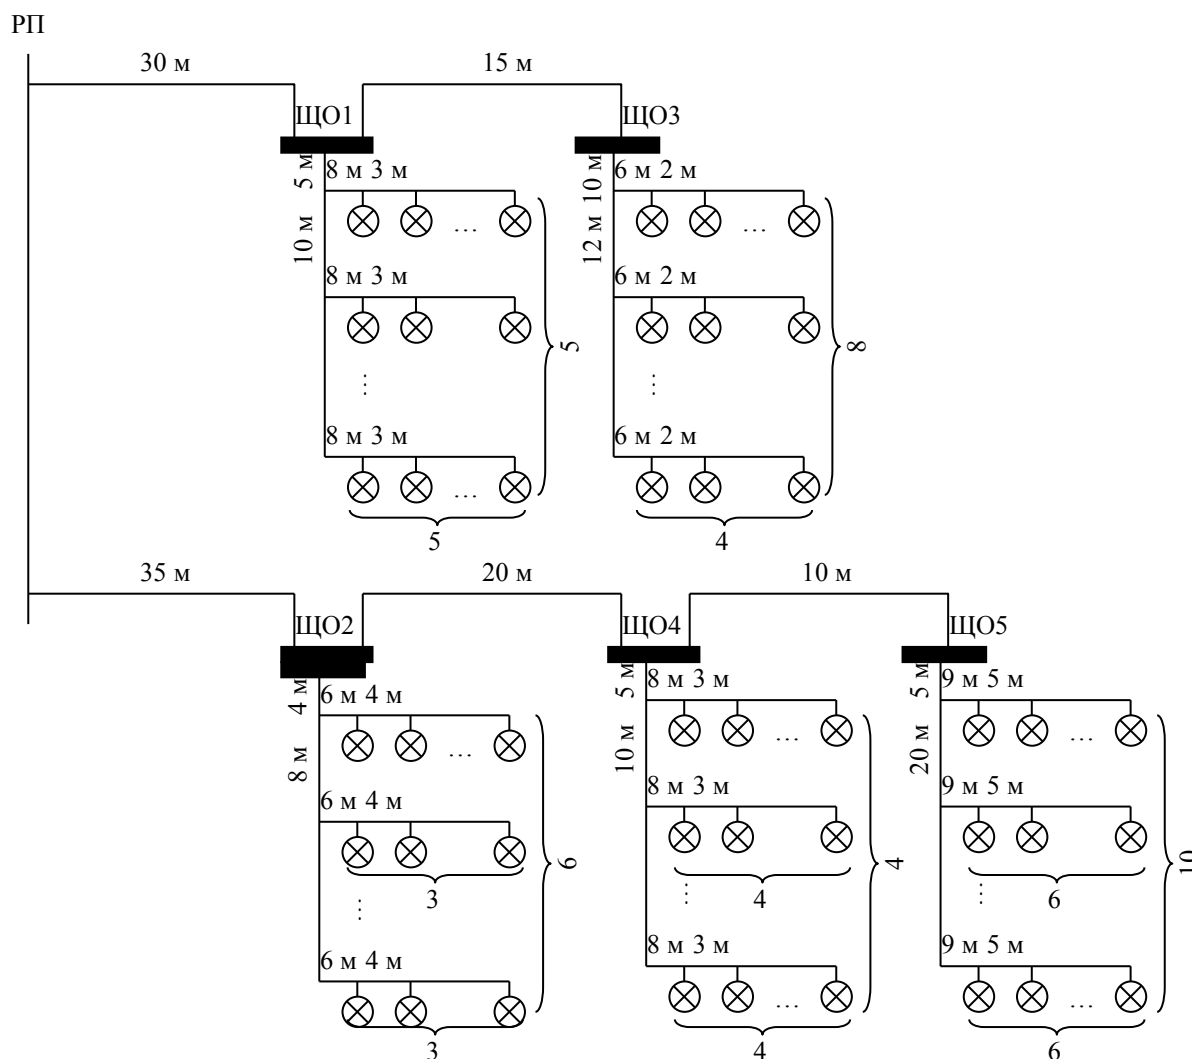 РП
30 м
15 м
ЩО1
ЩО3
5 м
8 м 3 м
10 м
6 м 2 м
10 м
...
12 м
...
8 м 3 м
6 м 2 м
5
8
...
...
8 м 3 м
6 м 2 м
...
...
5
4
35 м
20 м
10 м
ЩО2
ЩО4
ЩО5
4 м
6 м 4 м
5 м
8 м 3 м
5 м
9 м 5 м
8 м
...
10 м
...
20 м
...
6 м 4 м
8 м 3 м
9 м 5 м
6
4
10
3
4
6
...
...
...
6 м 4 м
8 м 3 м
9 м 5 м
...
...
3
4
6